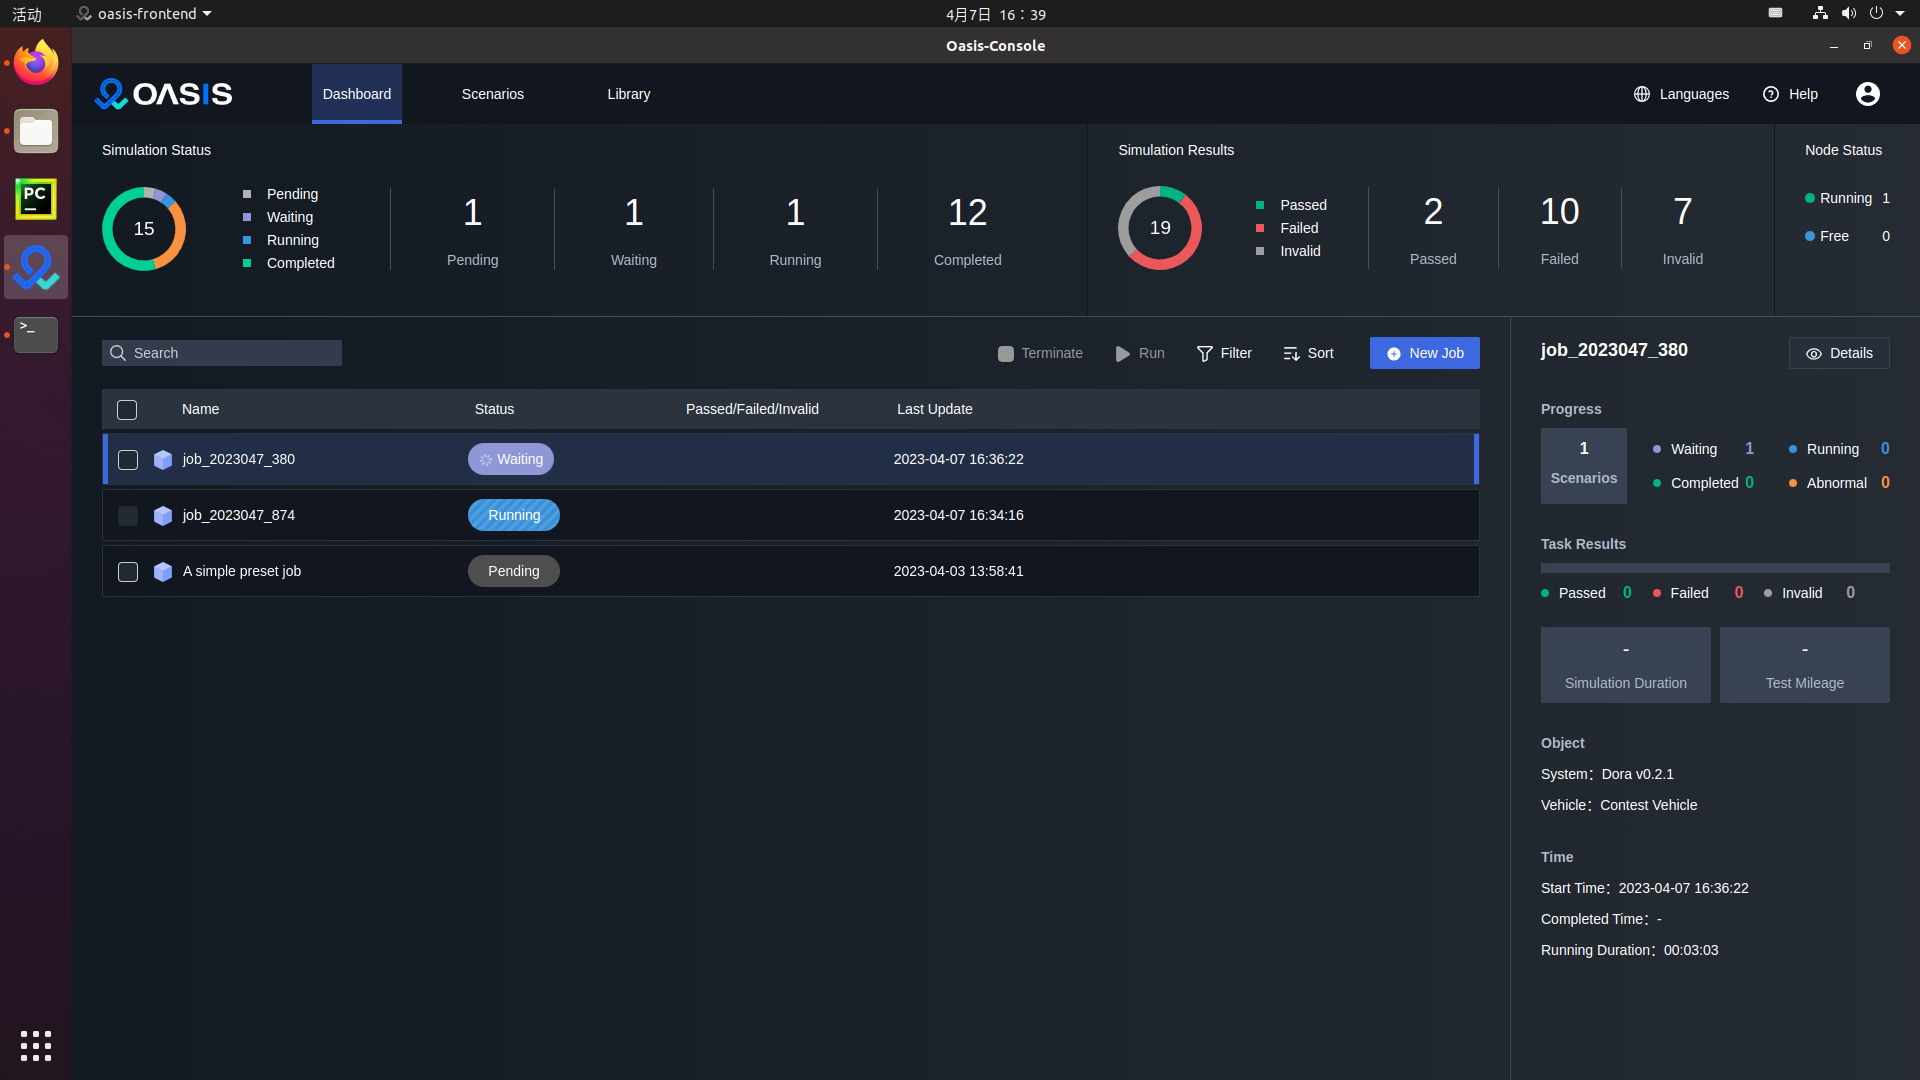 活动
oasis-frontend
4月7日 16：39
Oasis-Console
OASIS
Dashboard
Scenarios
Library
Languages
Help
Simulation Status
15
Pending
Waiting
Running
Completed
1
Pending
1
Waiting
1
Running
12
Completed
Simulation Results
19
Passed
Failed
Invalid
2
Passed
10
Failed
7
Invalid
Node Status
Running 1
Free 0
Search
Terminate
Run
Filter
Sort
New Job
Name Status Passed/Failed/Invalid Last Update
job_2023047_380 Waiting 2023-04-07 16:36:22
job_2023047_874 Running 2023-04-07 16:34:16
A simple preset job Pending 2023-04-03 13:58:41
job_2023047_380
Details
Progress
1
Scenarios
Waiting 1
Running 0
Completed 0
Abnormal 0
Task Results
Passed 0
Failed 0
Invalid 0
-
Simulation Duration
-
Test Mileage
Object
System：Dora v0.2.1
Vehicle：Contest Vehicle
Time
Start Time：2023-04-07 16:36:22
Completed Time：-
Running Duration：00:03:03
PC
>_